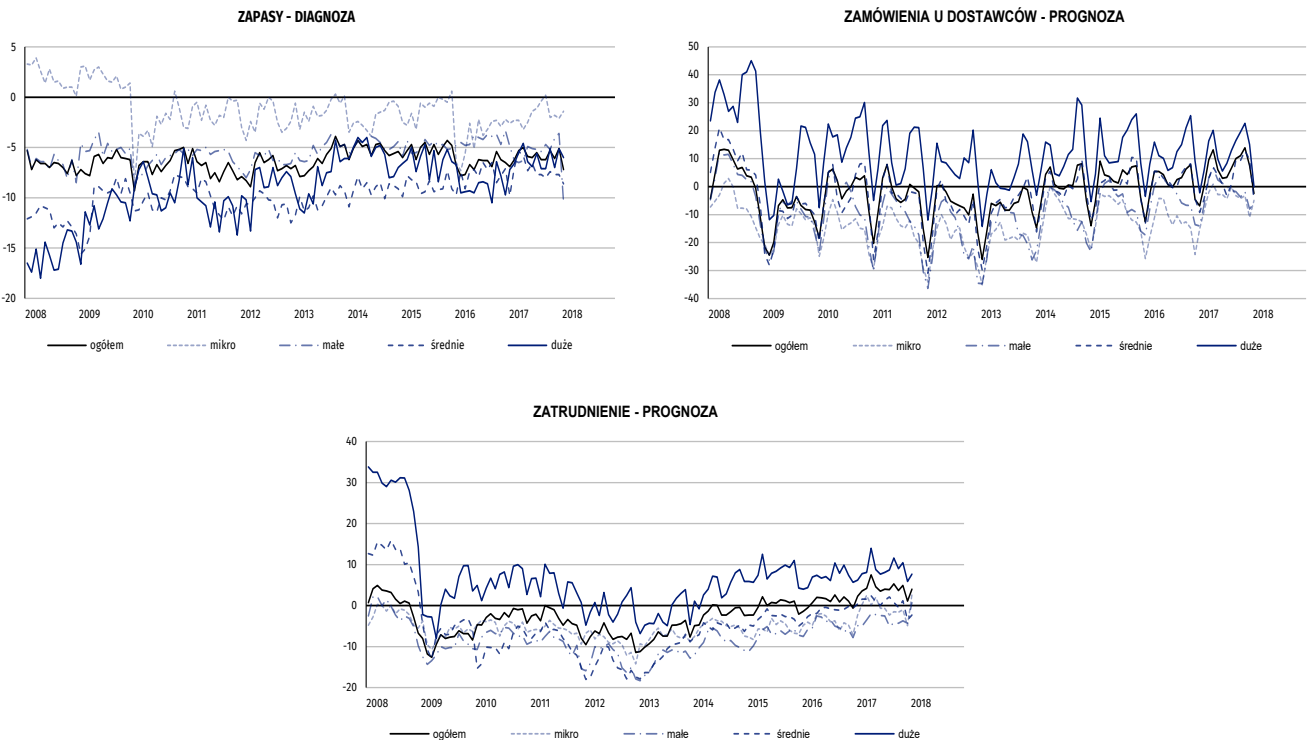 ZAPASY - DIAGNOZA
5
0
-5
-10
-15
-20
2008 2009 2010 2011 2012 2013 2014 2015 2016 2017 2018
ogółem mikro małe średnie duże
ZAMÓWIENIA U DOSTAWCÓW - PROGNOZA
50
40
30
20
10
0
-10
-20
-30
-40
2008 2009 2010 2011 2012 2013 2014 2015 2016 2017 2018
ogółem mikro małe średnie duże
ZATRUDNIENIE - PROGNOZA
40
30
20
10
0
-10
-20
2008 2009 2010 2011 2012 2013 2014 2015 2016 2017 2018
ogółem mikro małe średnie duże